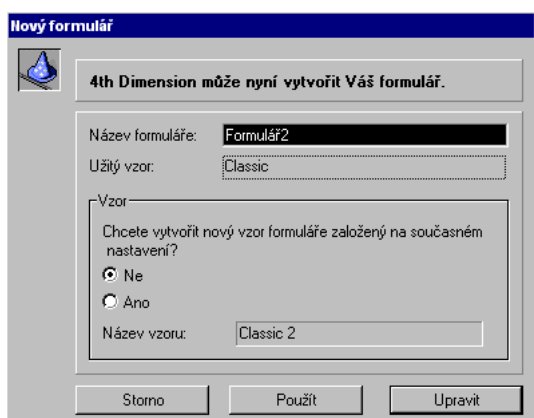 Nový formulář
4th Dimension může nyní vytvořit Váš formulář.
Název formuláře: Formulář2
Užitý vzor: Classic
Vzor
Chcete vytvořit nový vzor formuláře založený na současném
nastavení?
Ne
Ano
Název vzoru: Classic 2
Storno Použít Upravit